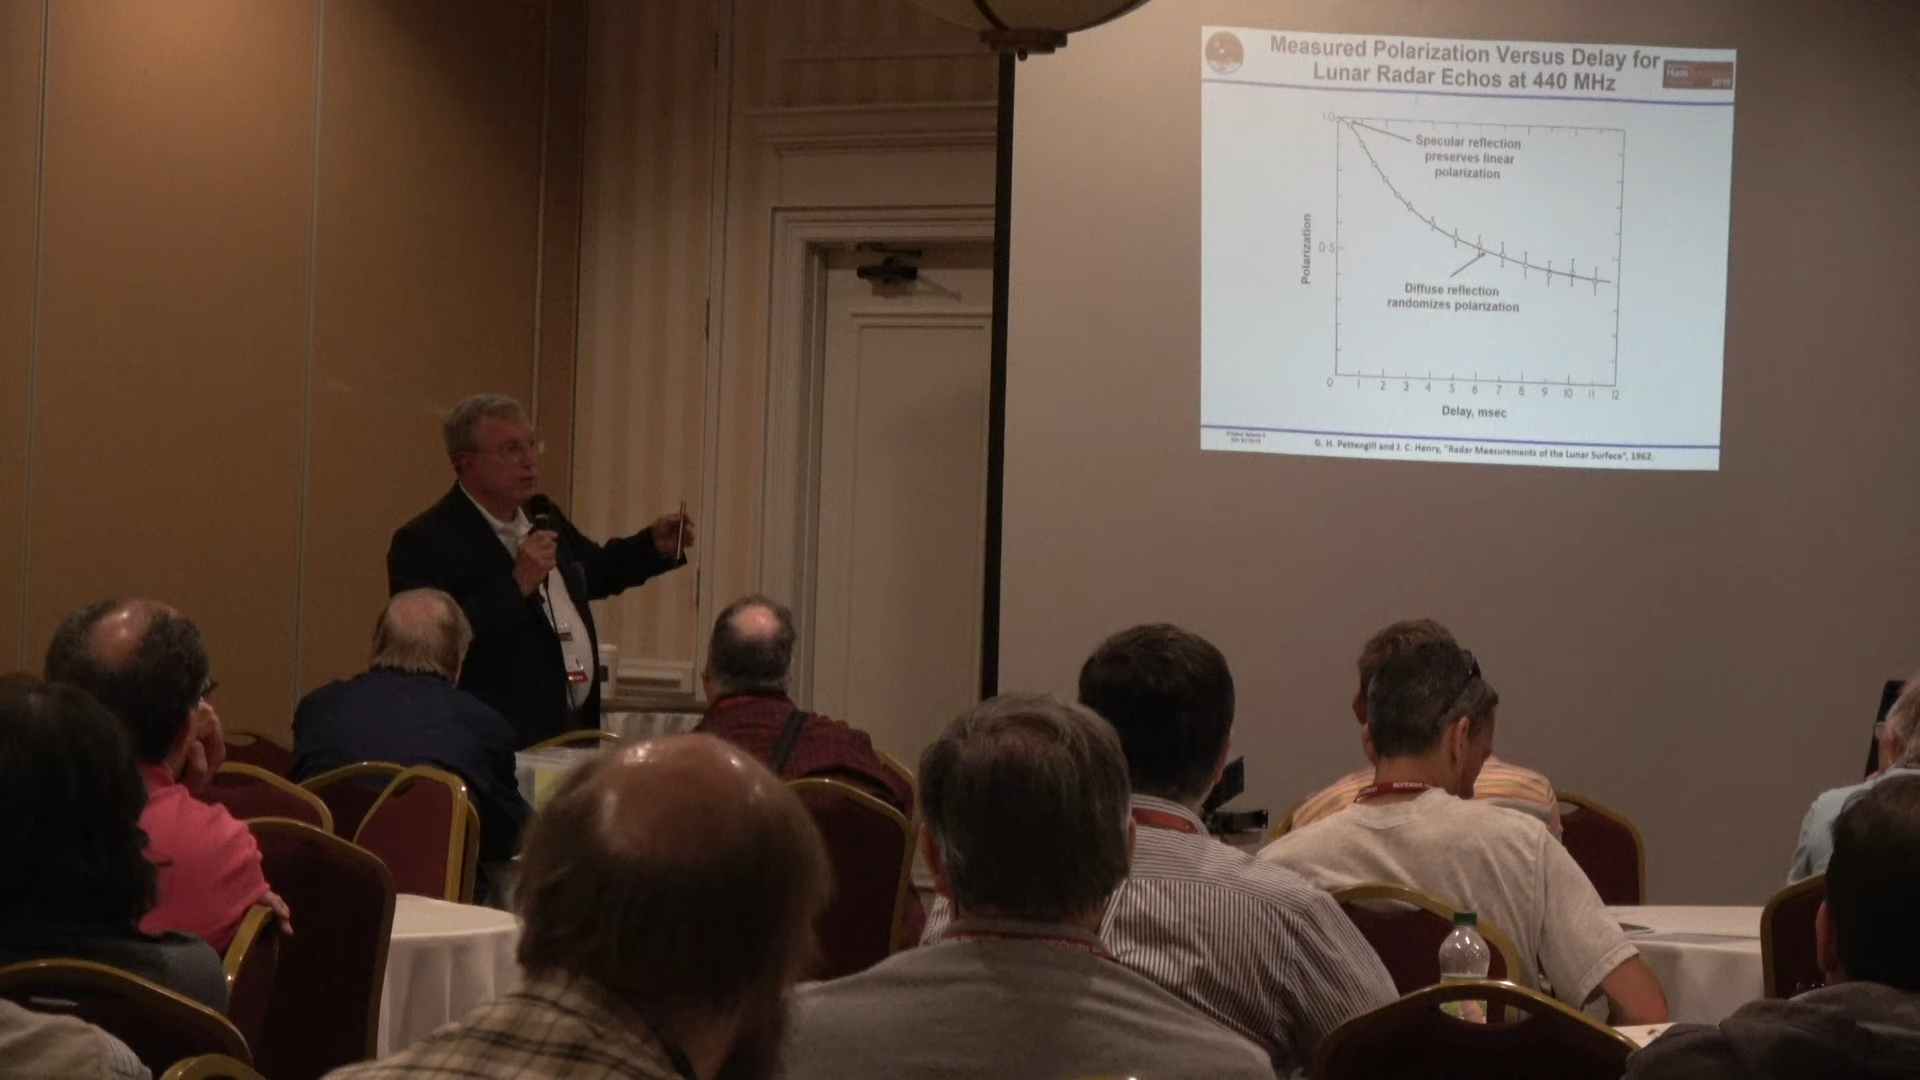 Measured Polarization Versus Delay for
Lunar Radar Echos at 440 MHz
Ham
2019
1.0
Specular reflection
preserves linear
polarization
Polarization
0.5
Diffuse reflection
randomizes polarization
0 1 2 3 4 5 6 7 8 9 10 11 12
Delay, msec
G. H. Pettengill and J. C. Henry, "Radar Measurements of the Lunar Surface", 1962.